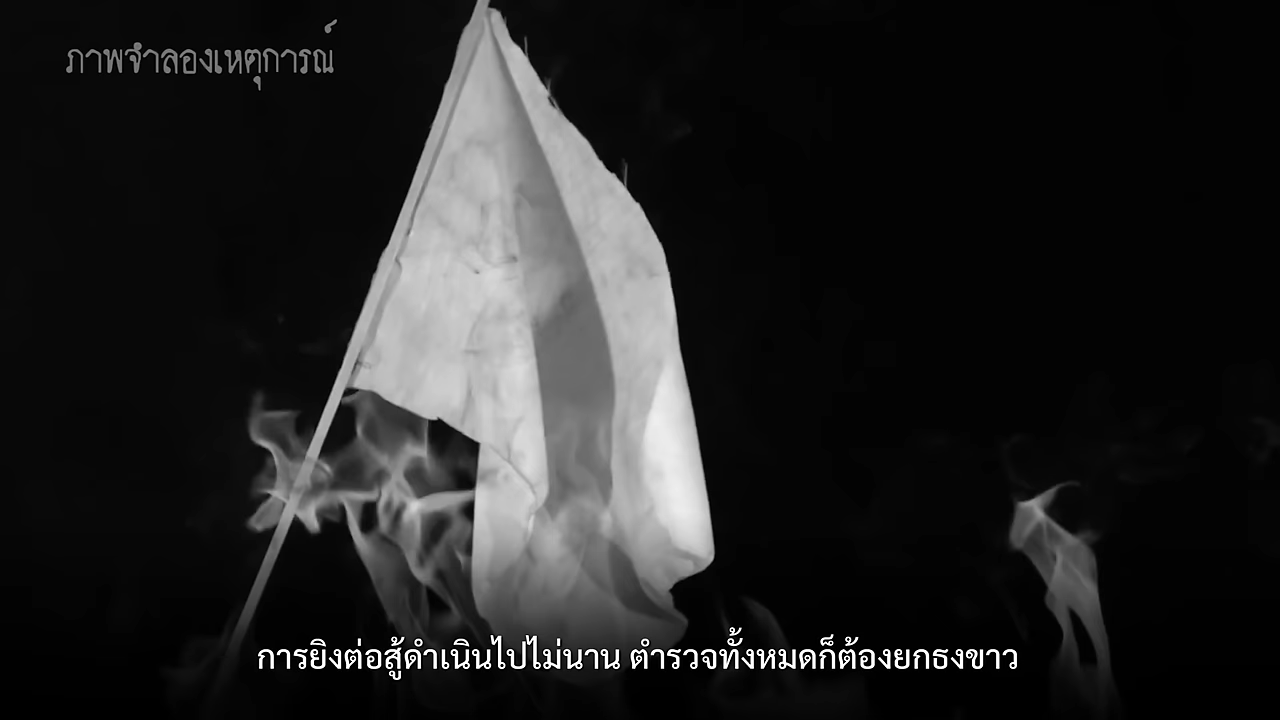 ภาพจำลองเหตุการณ์
การยิงต่อสู้ดำเนินไปไม่นาน ตำรวจทั้งหมดก็ต้องยกธงขาว